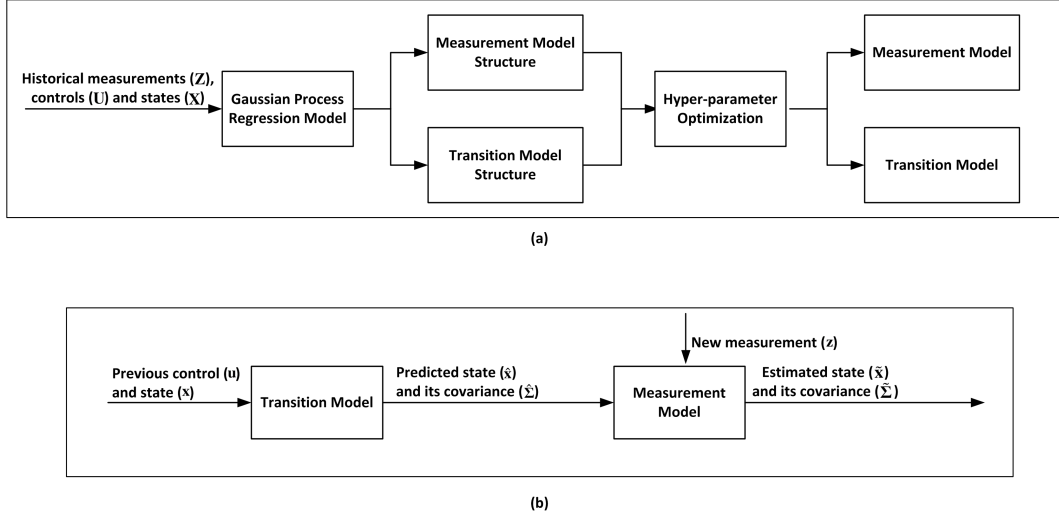 Historical measurements (Z),
controls (U) and states (X)
Gaussian Process
Regression Model
Measurement Model
Structure
Transition Model
Structure
Hyper-parameter
Optimization
Measurement Model
Transition Model
(a)
New measurement (z)
Previous control (u)
and state (x)
Transition Model
Predicted state (x̂)
and its covariance (Σ̂)
Measurement
Model
Estimated state (x̃)
and its covariance (Σ̃)
(b)